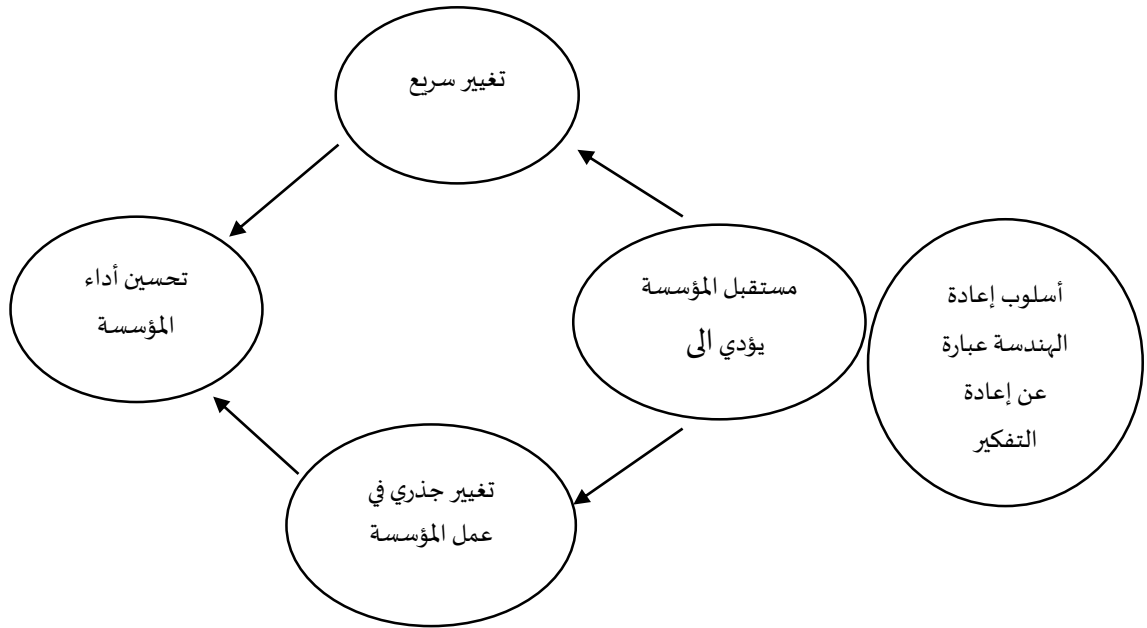 أسلوب إعادة
الهندسة عبارة
عن إعادة
التفكير
مستقبل المؤسسة
يؤدي الى
تغيير سريع
تغيير جذري في
عمل المؤسسة
تحسين أداء
المؤسسة